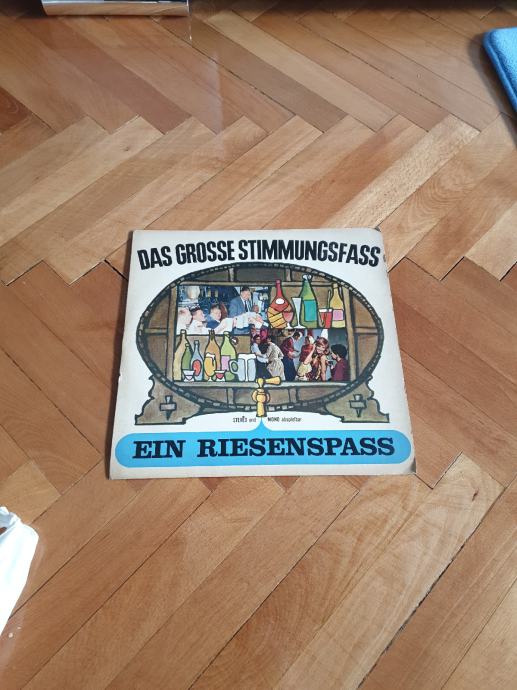 DAS GROSSE STIMMUNGSFASS
STEREO und MONO abspielbar
EIN RIESENSPASS